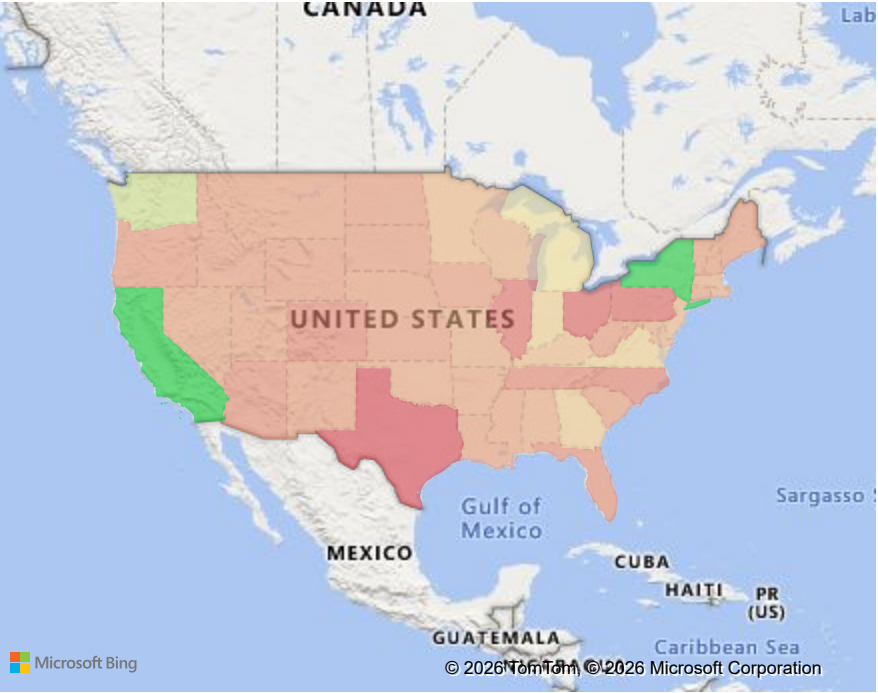 CANADA
Lab
UNITED STATES
Gulf of
Mexico
Sargasso S
MEXICO
CUBA
HAITI
PR
(US)
GUATEMALA
Caribbean Sea
NICARAGUA
Microsoft Bing
© 2026 TomTom, © 2026 Microsoft Corporation